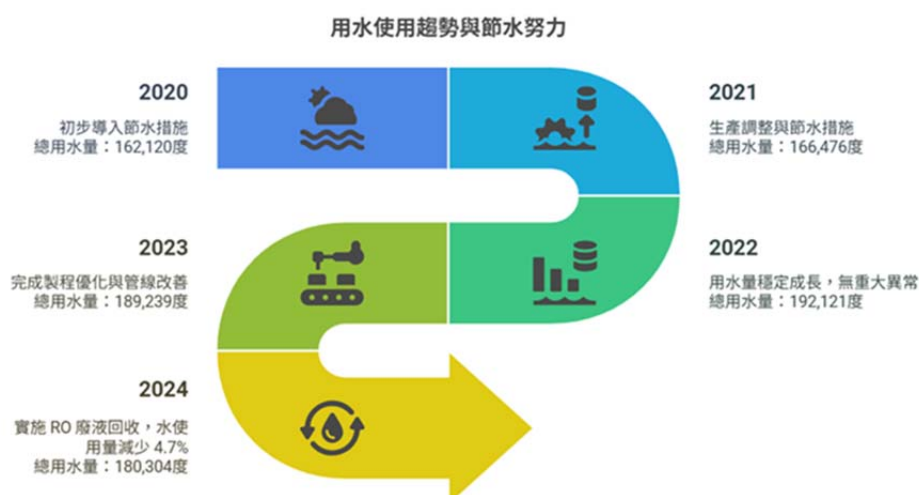 用水使用趨勢與節水努力
2020
初步導入節水措施
總用水量：162,120度
2021
生產調整與節水措施
總用水量：166,476度
2022
用水量穩定成長，無重大異常
總用水量：192,121度
2023
完成製程優化與管線改善
總用水量：189,239度
2024
實施 RO 廢液回收，水使
用量減少 4.7%
總用水量：180,304度